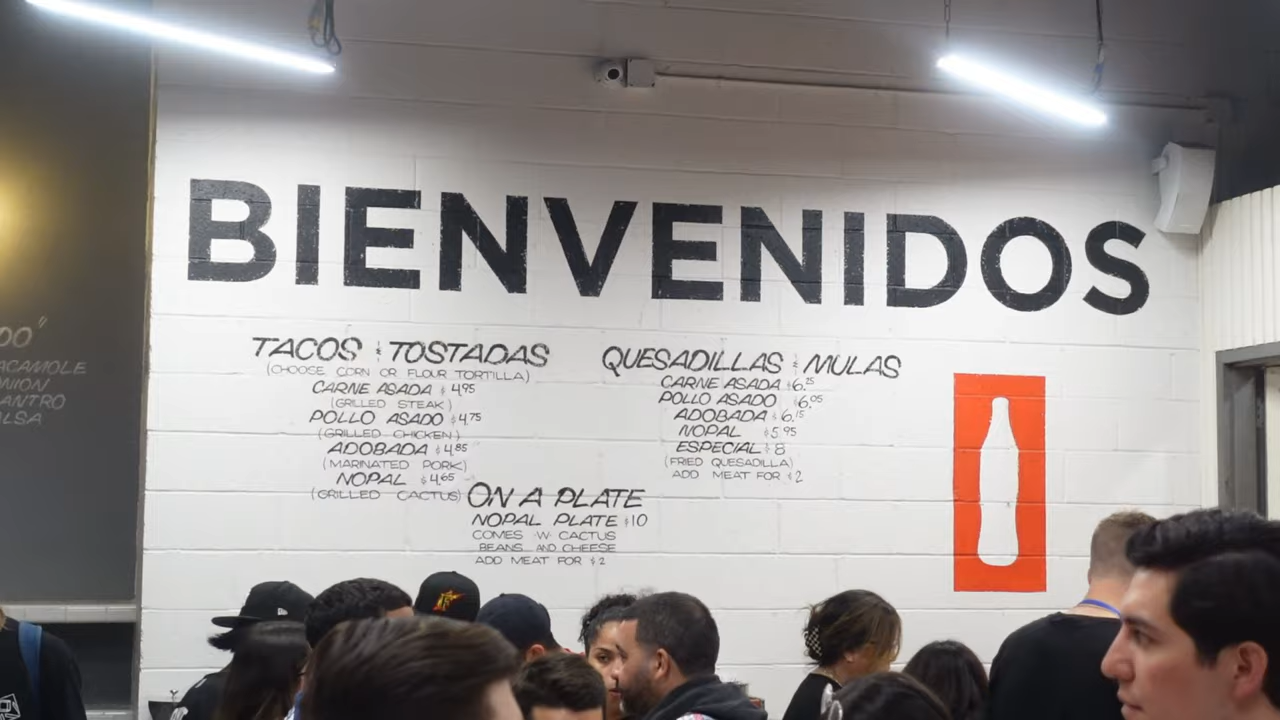 BIENVENIDOS
TACOS & TOSTADAS
(CHOOSE CORN OR FLOUR TORTILLA)
CARNE ASADA $4.95
(GRILLED STEAK)
POLLO ASADO $4.75
(GRILLED CHICKEN)
ADOBADA $4.85
(MARINATED PORK)
NOPAL $4.65
(GRILLED CACTUS)
QUESADILLAS & MULAS
CARNE ASADA $6.25
POLLO ASADO $6.05
ADOBADA $6.15
NOPAL $5.95
ESPECIAL $8
(FRIED QUESADILLA)
ADD MEAT FOR $2
ON A PLATE
NOPAL PLATE $10
COMES W CACTUS
BEANS AND CHEESE
ADD MEAT FOR $2